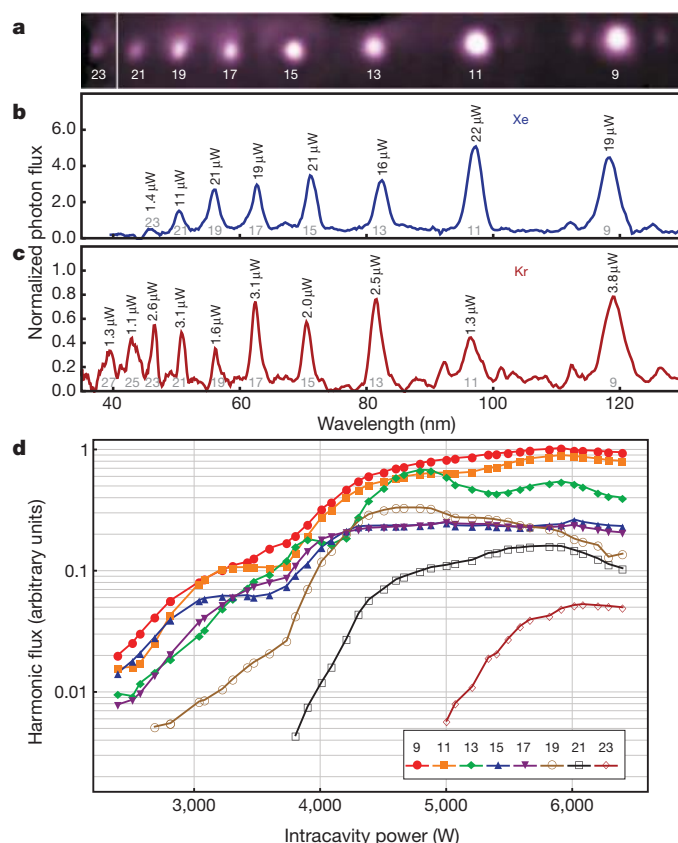 a
23 21 19 17 15 13 11 9
b
Normalized photon flux
6.0
4.0
2.0
0.0
1.4 µW
11 µW
21 µW
19 µW
21 µW
16 µW
22 µW
19 µW
Xe
23 21 19 17 15 13 11 9
c
1.0
0.8
0.6
0.4
0.2
0.0
1.3 µW
1.1 µW
2.6 µW
3.1 µW
1.6 µW
3.1 µW
2.0 µW
2.5 µW
1.3 µW
3.8 µW
Kr
27 25 23 21 19 17 15 13 11 9
40 60 80 100 120
Wavelength (nm)
d
Harmonic flux (arbitrary units)
1
0.1
0.01
9 11 13 15 17 19 21 23
3,000 4,000 5,000 6,000
Intracavity power (W)